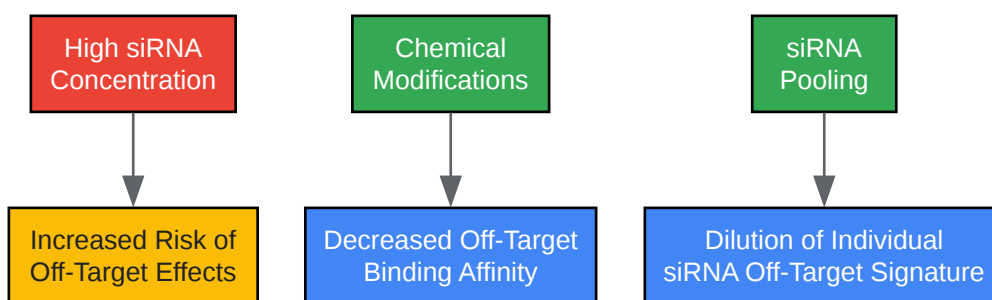 High siRNA
Concentration
Chemical
Modifications
siRNA
Pooling
Increased Risk of
Off-Target Effects
Decreased Off-Target
Binding Affinity
Dilution of Individual
siRNA Off-Target Signature